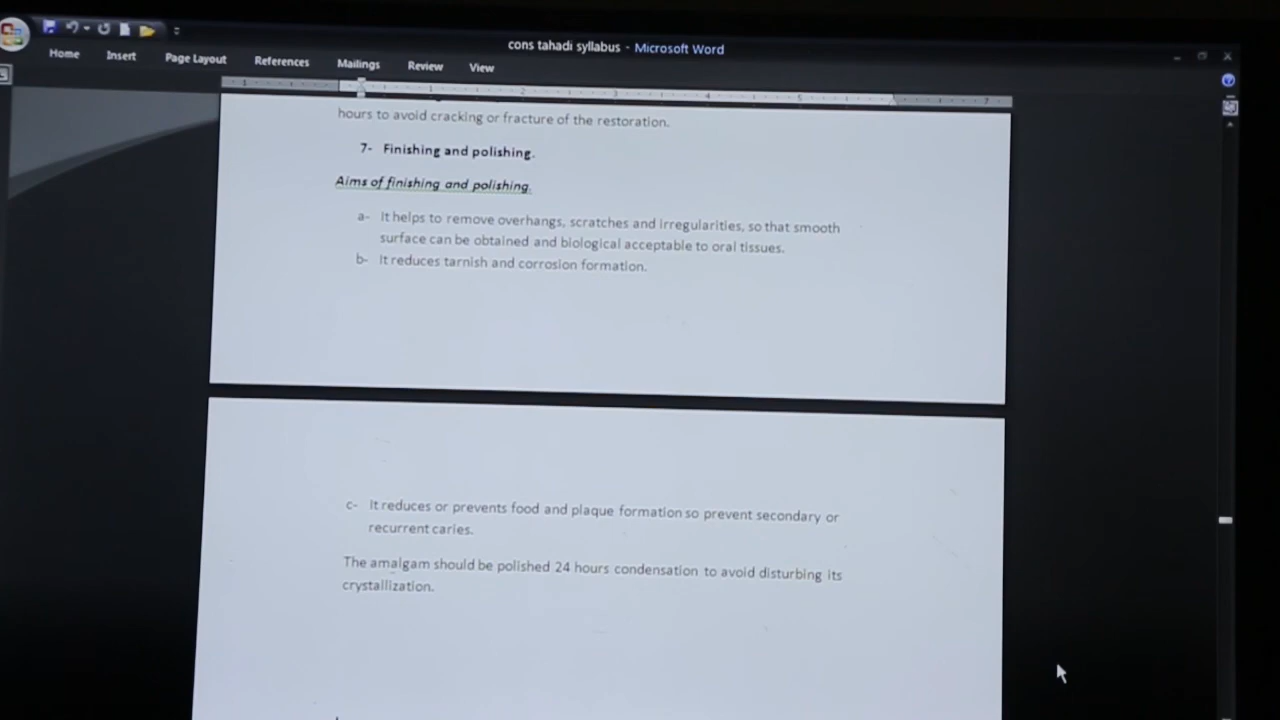 cons tahadi syllabus - Microsoft Word
Home Insert Page Layout References Mailings Review View
hours to avoid cracking or fracture of the restoration.
7- Finishing and polishing.
Aims of finishing and polishing.
a- It helps to remove overhangs, scratches and irregularities, so that smooth
surface can be obtained and biological acceptable to oral tissues.
b- It reduces tarnish and corrosion formation.
c- It reduces or prevents food and plaque formation so prevent secondary or
recurrent caries.
The amalgam should be polished 24 hours condensation to avoid disturbing its
crystallization.